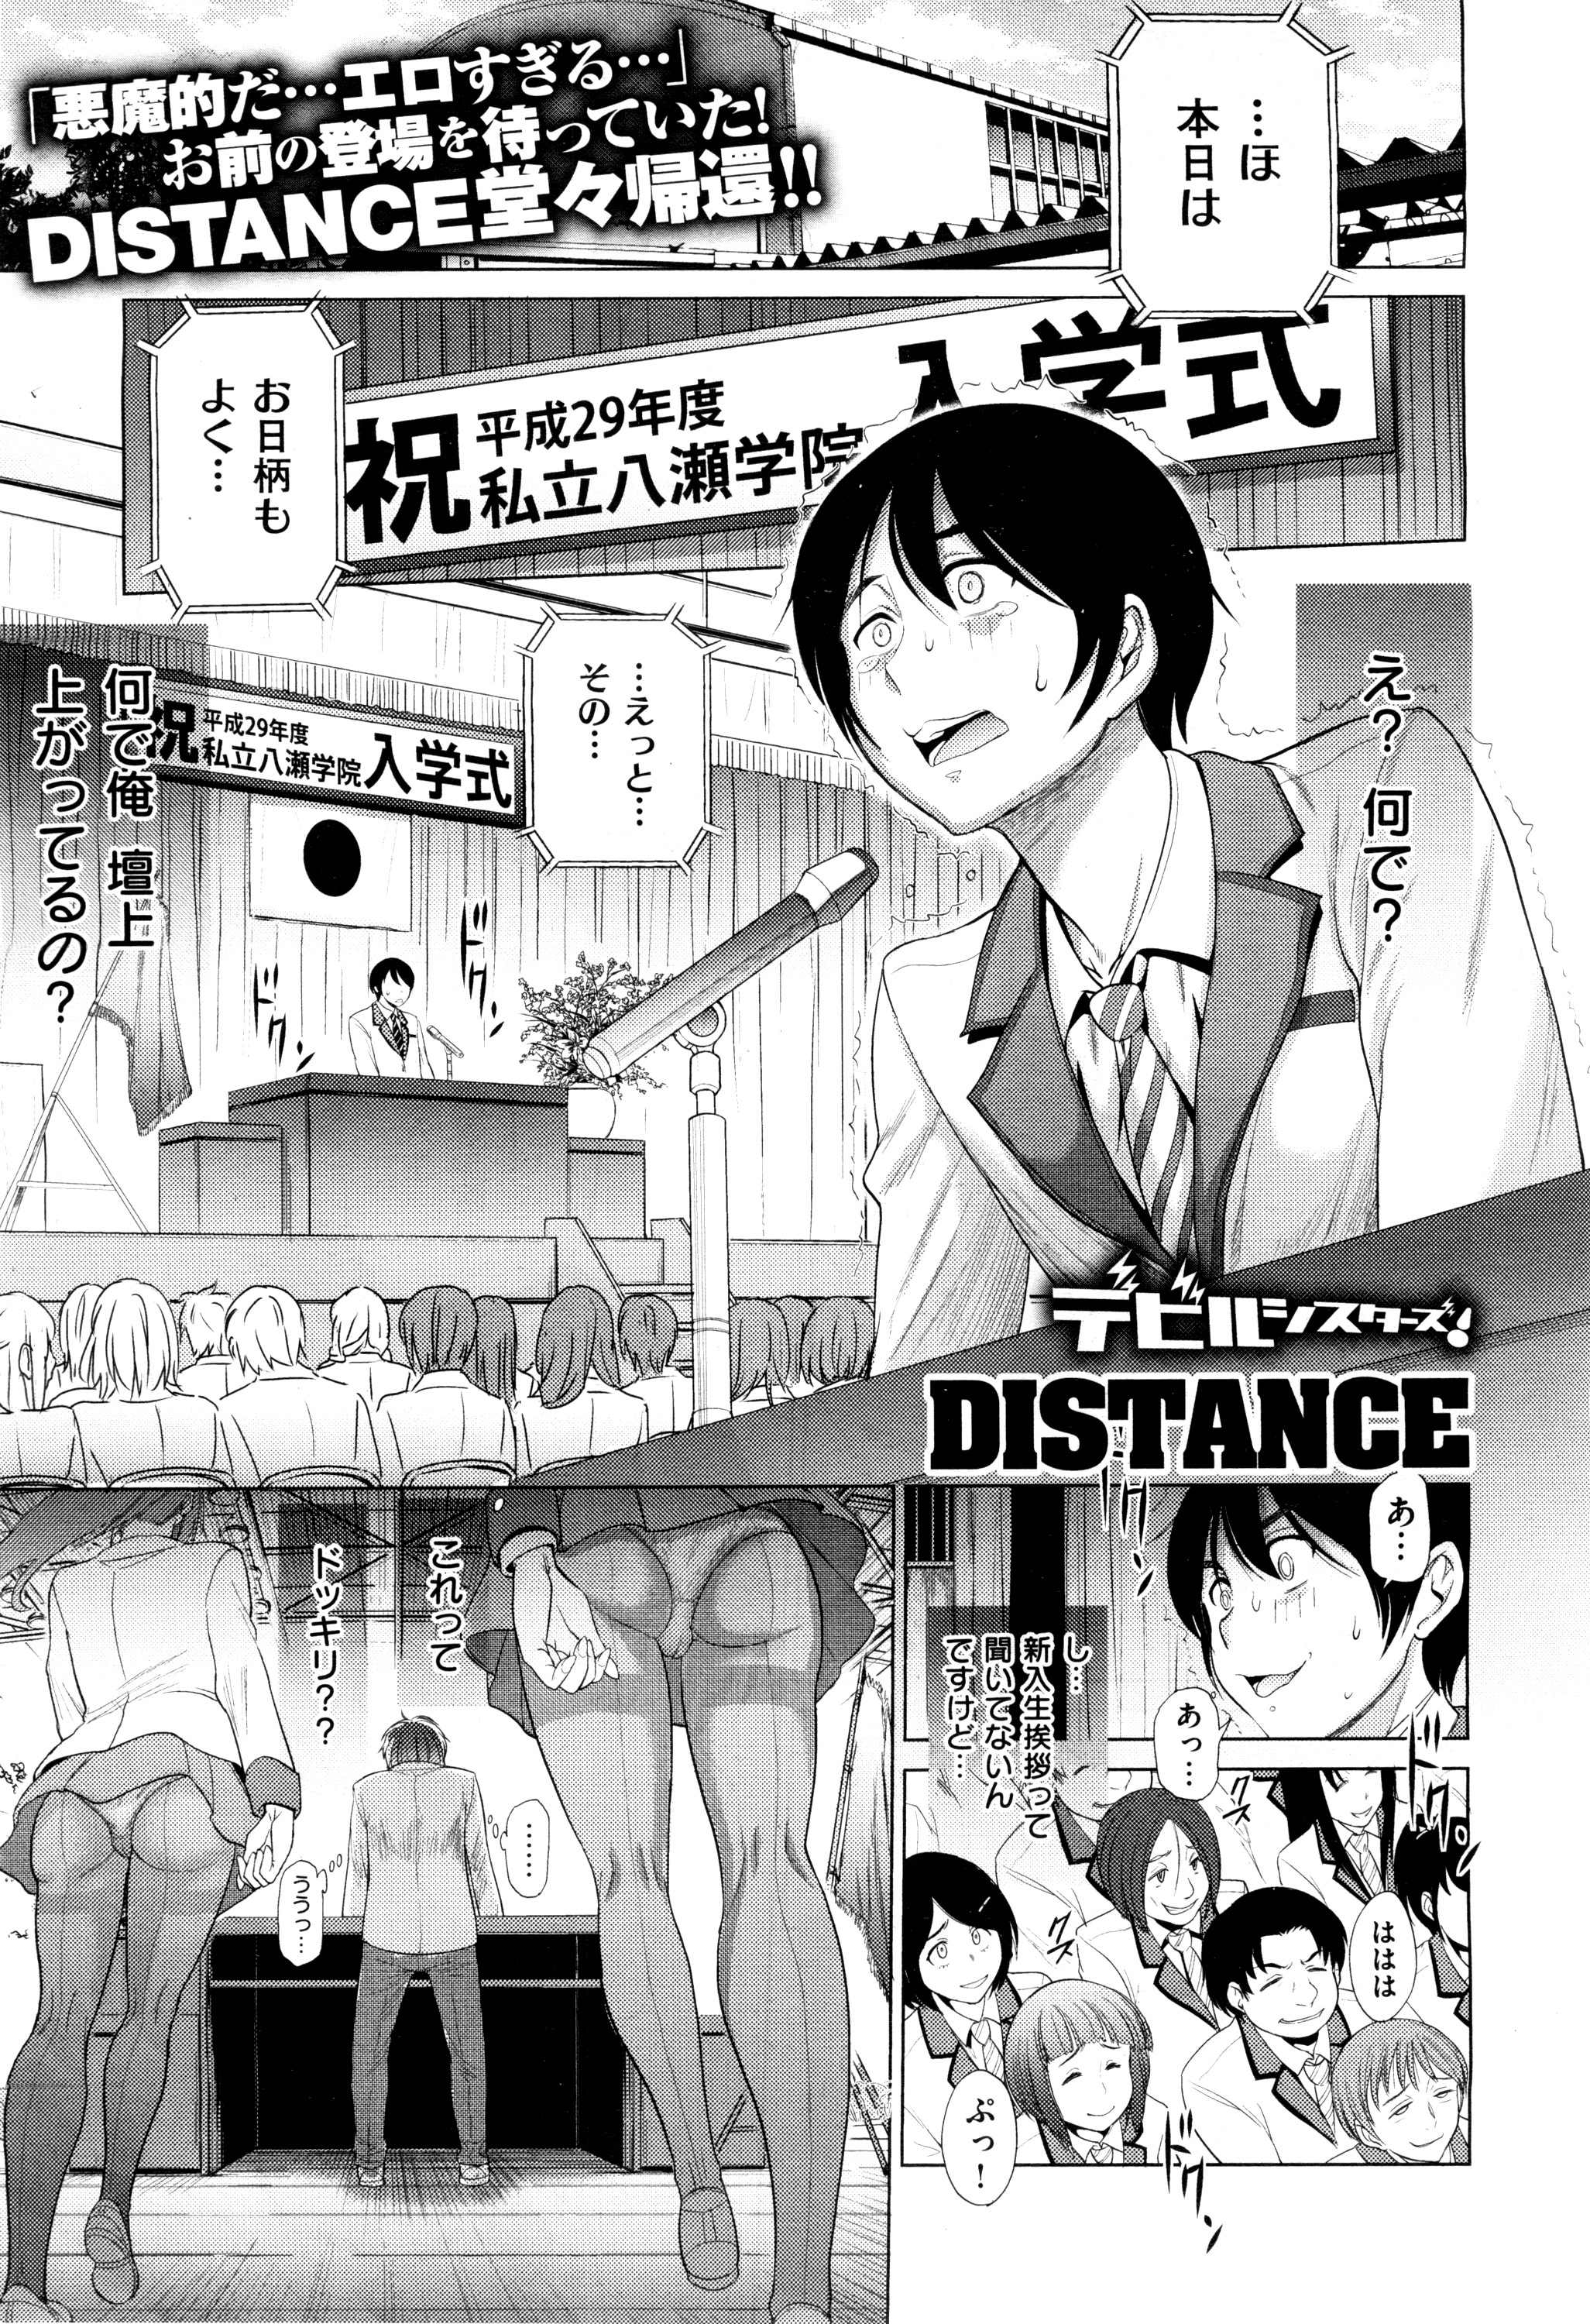 「悪魔的だ…エロすぎる…」
お前の登場を待っていた!
DISTANCE堂々帰還!!
…ほ
本日は
祝
平成29年度
私立八瀬学院
入学式
お日柄も
よく…
え?何で?
…えっと…
その…
祝
平成29年度
私立八瀬学院
入学式
何で俺 壇上
上がってるの?
ドク
ドクン
デビルシスターズ!
DISTANCE
あ…
ドクン
し…
新入生挨拶って
聞いてないん
ですけど…
あっ…
クス
クス
ははは
ぷっ!
ドクン
これって
ドッキリ??
……
ううっ…